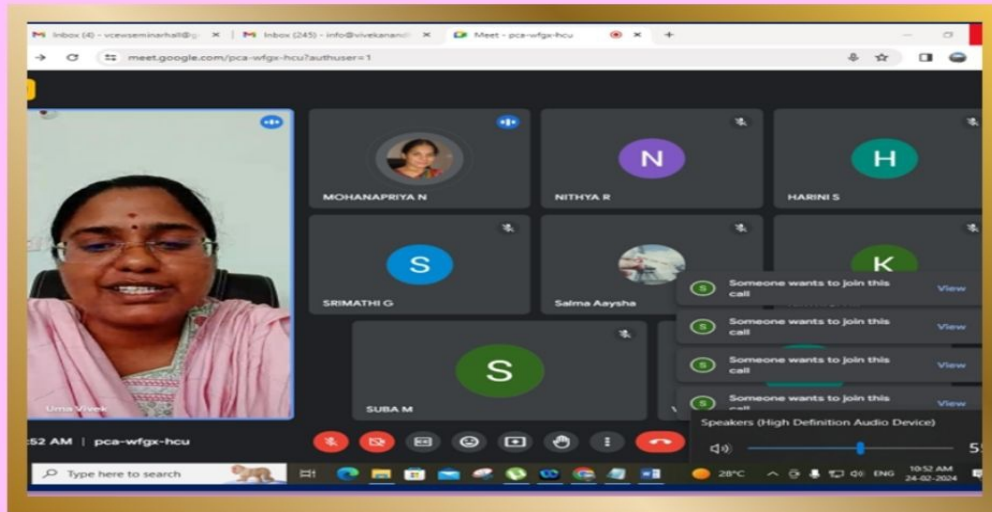 Inbox (4) - vcewseminarhall@g
Inbox (245) - info@vivekanand
Meet - pca-wfgx-hcu
meet.google.com/pca-wfgx-hcu?authuser=1
MOHANAPRIYA N
NITHYA R
HARINI S
N
H
SRIMATHI G
Salma Aaysha
S
K
Someone wants to join this call
View
Someone wants to join this call
View
Someone wants to join this call
View
Someone wants to join this call
View
S
SUBA M
Uma Vivek
Speakers (High Definition Audio Device)
:52 AM | pca-wfgx-hcu
Type here to search
28°C
ENG
10:52 AM
24-02-2024